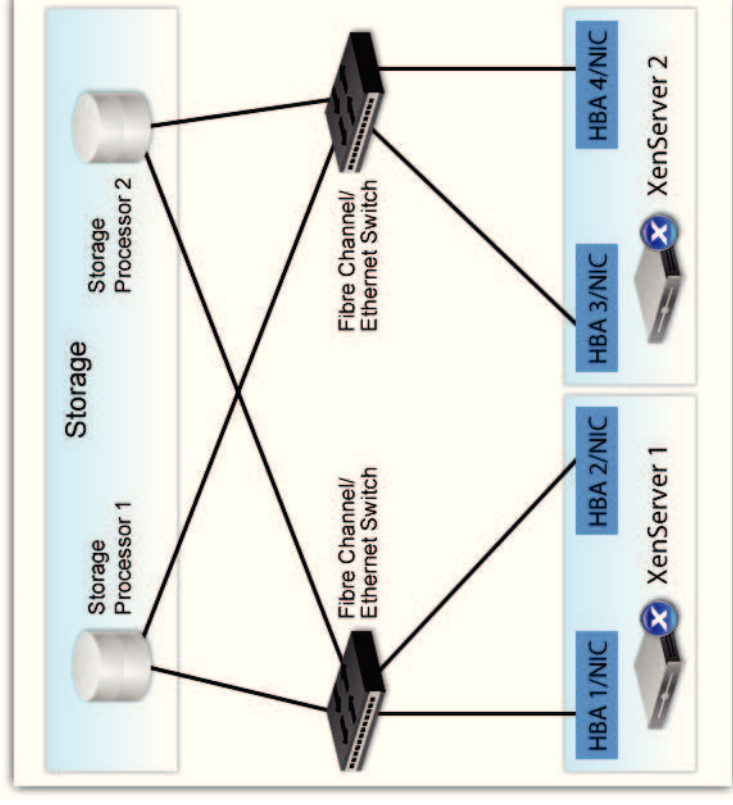 Storage
Storage
Processor 1
Storage
Processor 2
Fibre Channel/
Ethernet Switch
Fibre Channel/
Ethernet Switch
HBA 1/NIC
HBA 2/NIC
HBA 3/NIC
HBA 4/NIC
X
XenServer 1
X
XenServer 2